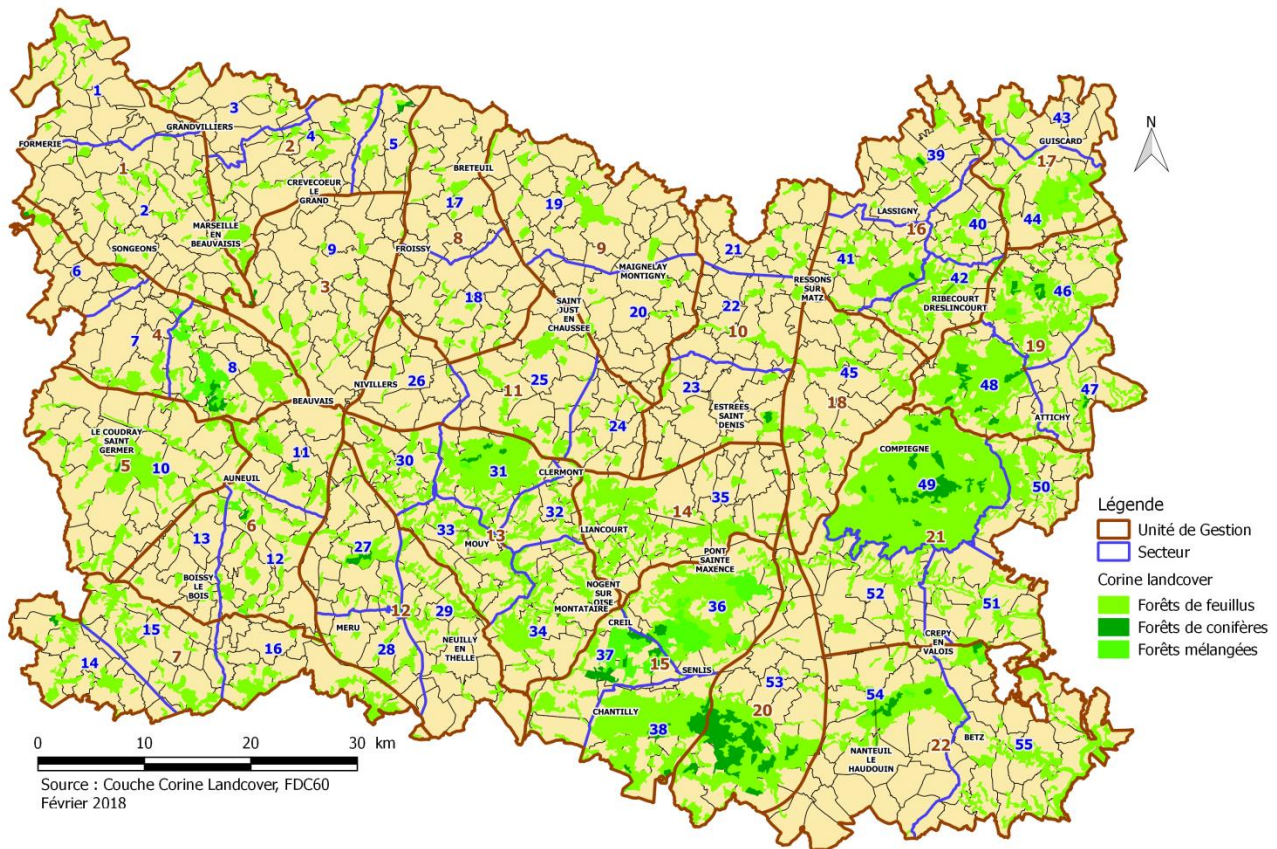 1
3
43
GRANDVILLIERS
4
39
GUISCARD
N
FORMERIE
2
5
17
1
BRETEUIL
CREVECOEUR
LE
GRAND
2
17
19
LASSIGNY
40
44
MARSEILLE
EN
BEAUVAISIS
16
SONGEONS
9
FROISSY
8
9
21
41
6
MAIGNELAY
MONTIGNY
RESSONS
SUR
MATZ
42
46
3
18
SAINT
JUST
EN
CHAUSSEE
20
22
RIBECOURT
DRESLINCOURT
7
4
10
19
8
26
25
45
48
NIVILLERS
11
23
18
47
BEAUVAIS
ESTREES
SAINT
DENIS
ATTICHY
LE COUDRAY
SAINT
GERMER
24
5
10
11
30
31
CLERMONT
COMPIEGNE
AUNEUIL
49
50
35
6
32
14
Légende
13
33
MOUY
13
LIANCOURT
Unité de Gestion
12
27
PONT
SAINTE
MAXENCE
21
Secteur
BOISSY
LE
BOIS
NOGENT
SUR
OISE
Corine landcover
MONTATAIRE
52
51
Forêts de feuillus
12
29
36
Forêts de conifères
15
MERU
34
CREIL
CREPY
EN
VALOIS
Forêts mélangées
7
16
28
NEUILLY
EN
THELLE
37
15
14
SENLIS
53
54
CHANTILLY
20
38
BETZ
22
55
NANTEUIL
LE
HAUDOUIN
0 10 20 30 km
Source : Couche Corine Landcover, FDC60
Février 2018